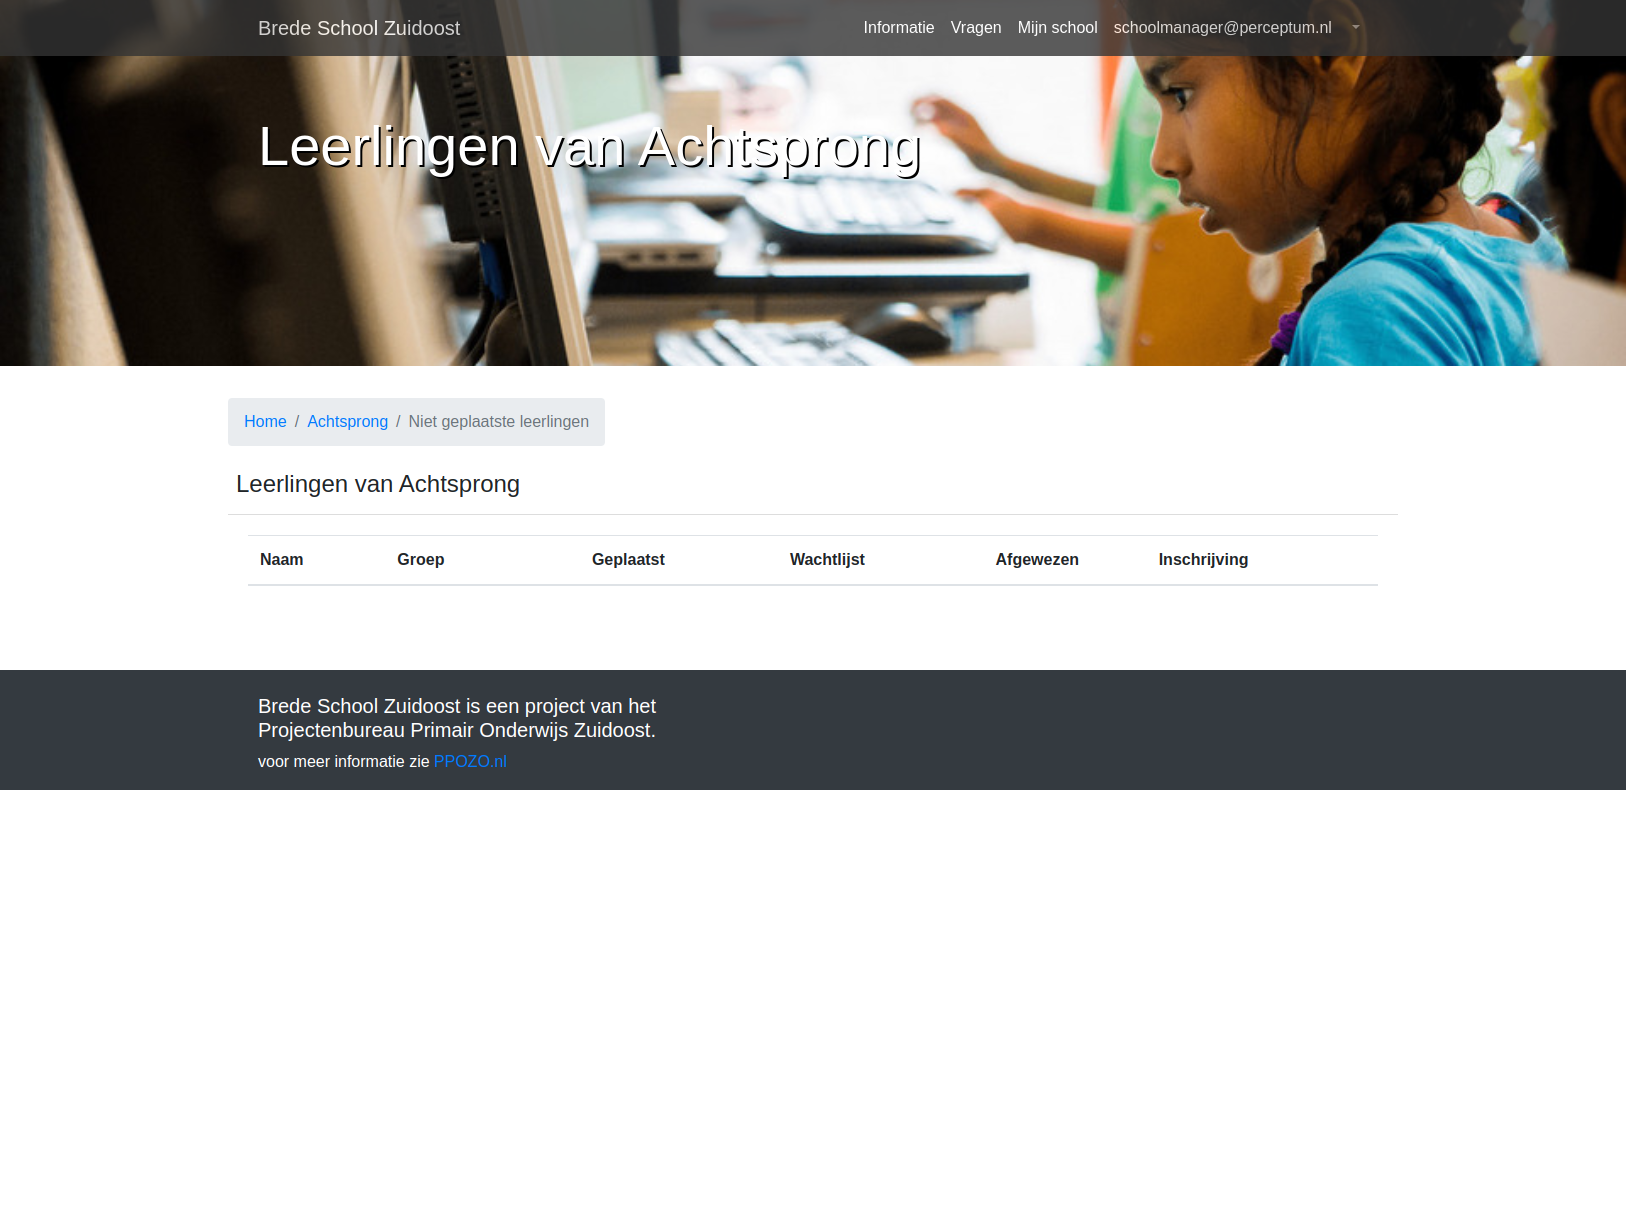 Brede School Zuidoost
Informatie Vragen Mijn school schoolmanager@perceptum.nl
Leerlingen van Achtsprong
Home / Achtsprong / Niet geplaatste leerlingen
Leerlingen van Achtsprong
Naam Groep Geplaatst Wachtlijst Afgewezen Inschrijving
Brede School Zuidoost is een project van het
Projectenbureau Primair Onderwijs Zuidoost.
voor meer informatie zie PPOZO.nl